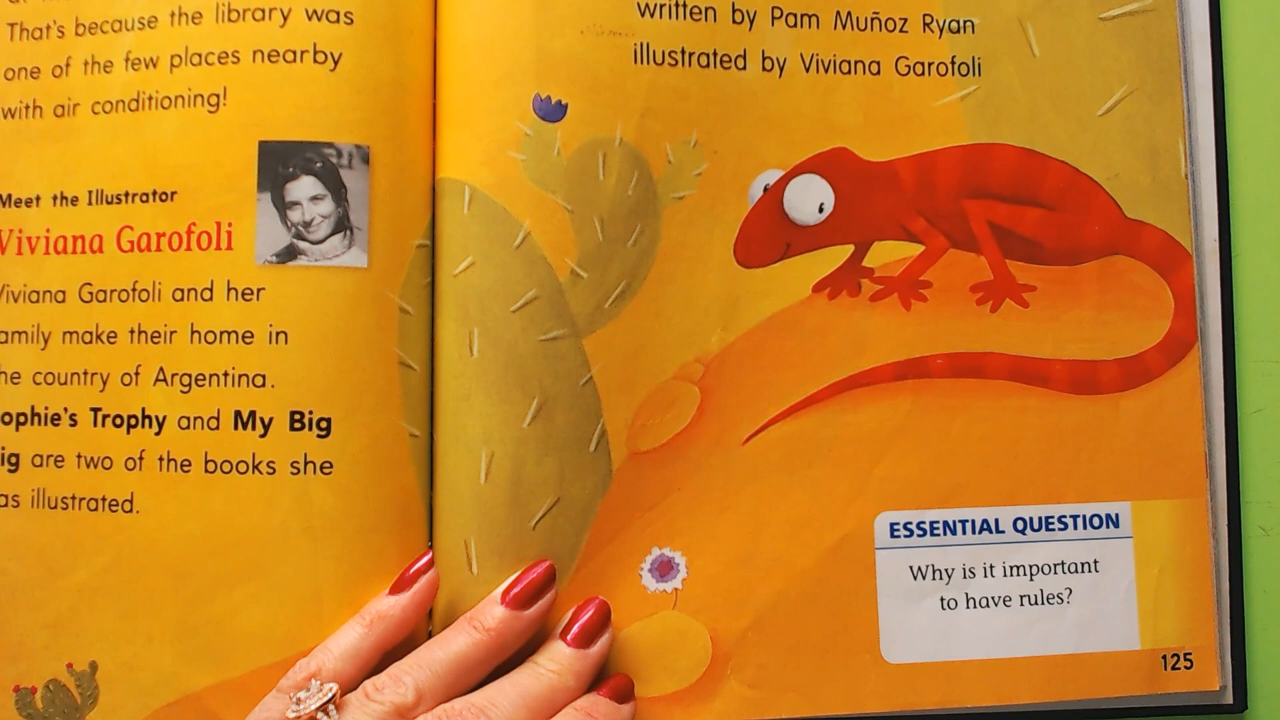 That's because the library was
one of the few places nearby
with air conditioning!
Meet the Illustrator
Viviana Garofoli
Viviana Garofoli and her
family make their home in
the country of Argentina.
Sophie's Trophy and My Big
are two of the books she
has illustrated.
written by Pam Muñoz Ryan
illustrated by Viviana Garofoli
ESSENTIAL QUESTION
Why is it important
to have rules?
125